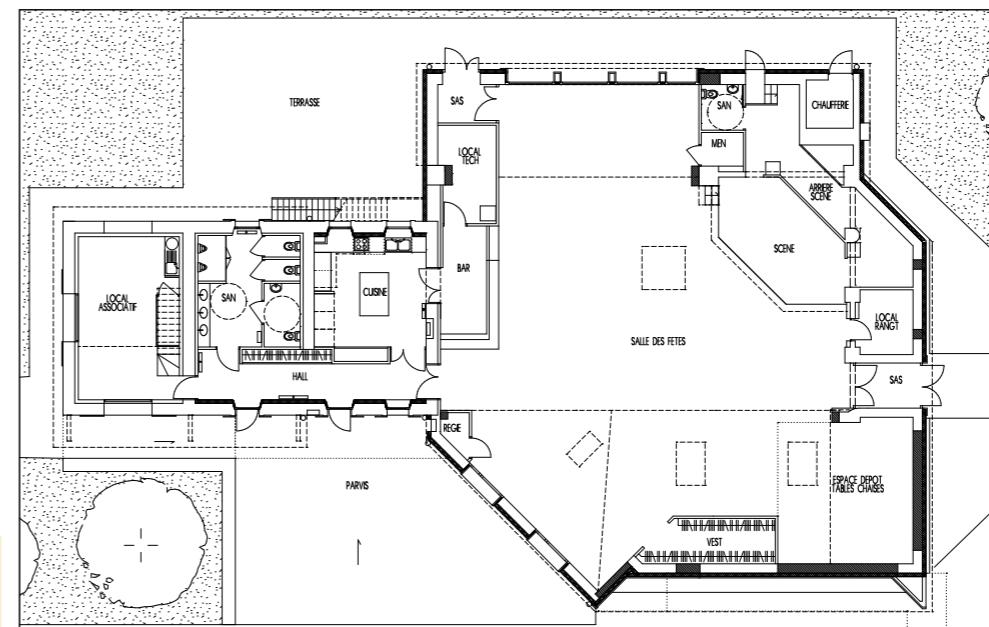 TERRASSE
SAS
SAN
CHAUFFERIE
LOCAL
TECH
MEN
ARRIERE
SCENE
SCENE
BAR
LOCAL
ASSOCIATIF
SAN
CUISINE
LOCAL
RANGT
SALLE DES FETES
HALL
SAS
REGIE
PARVIS
ESPACE DEPOT
TABLES CHAISES
VEST